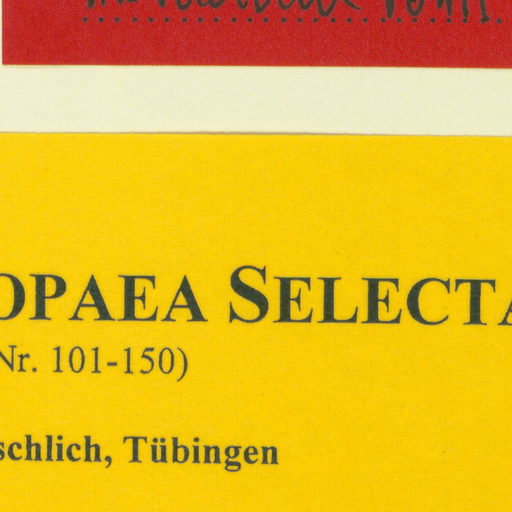 OPAEA SELECTA
Nr. 101-150)
schlich, Tübingen